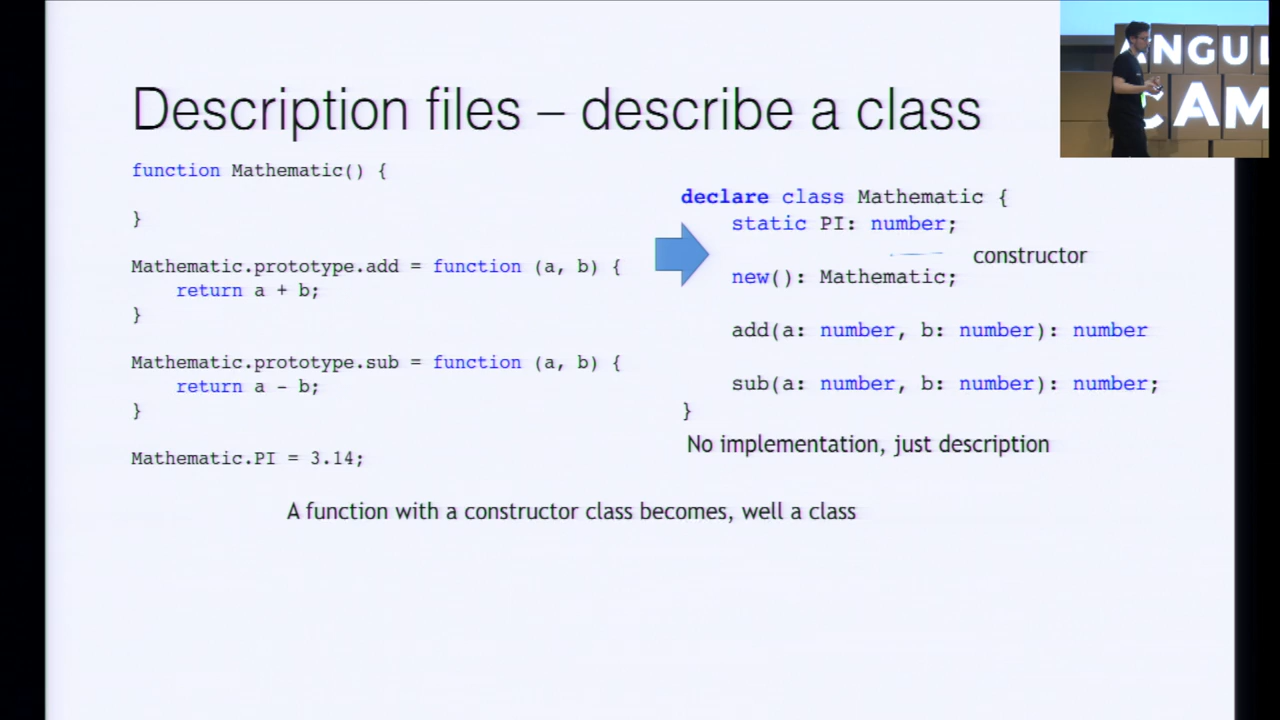 Description files – describe a class
function Mathematic() {
}
Mathematic.prototype.add = function (a, b) {
return a + b;
}
Mathematic.prototype.sub = function (a, b) {
return a - b;
}
Mathematic.PI = 3.14;
declare class Mathematic {
static PI: number;
constructor
new(): Mathematic;
add(a: number, b: number): number
sub(a: number, b: number): number;
}
No implementation, just description
A function with a constructor class becomes, well a class
ANGUL
CAM